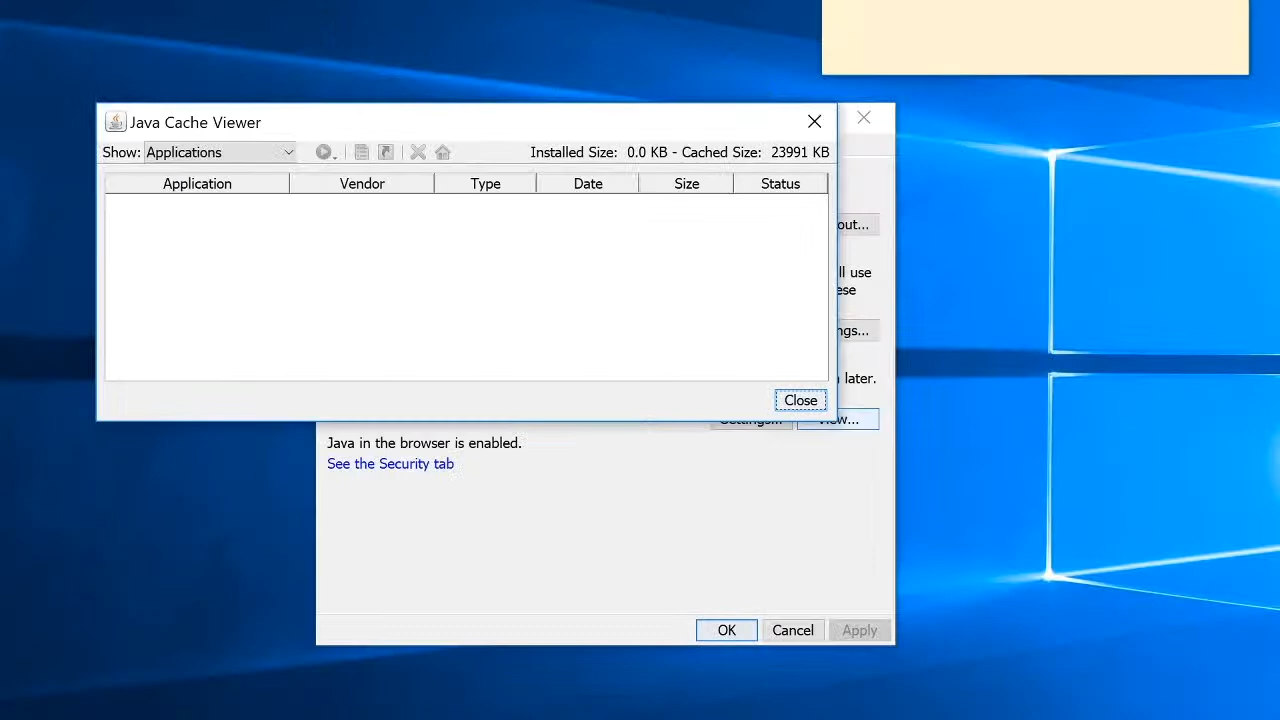 Java Cache Viewer
Show: Applications Installed Size: 0.0 KB - Cached Size: 23991 KB
Application Vendor Type Date Size Status
out...
ll use
ese
ngs...
later.
Close
Settings... View...
Java in the browser is enabled.
See the Security tab
OK Cancel Apply